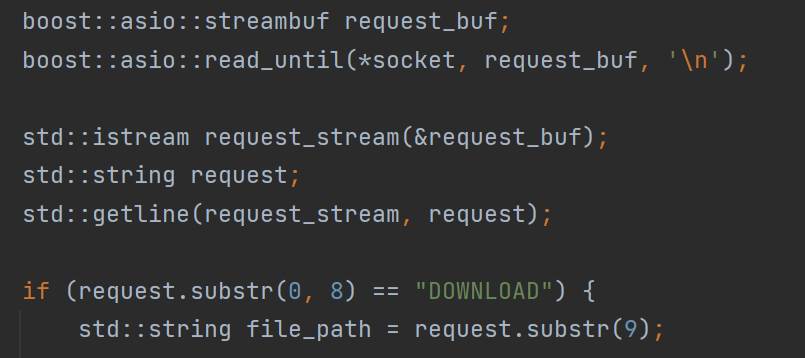 boost::asio::streambuf request_buf;
boost::asio::read_until(*socket, request_buf, '\n');
std::istream request_stream(&request_buf);
std::string request;
std::getline(request_stream, request);
if (request.substr(0, 8) == "DOWNLOAD") {
std::string file_path = request.substr(9);